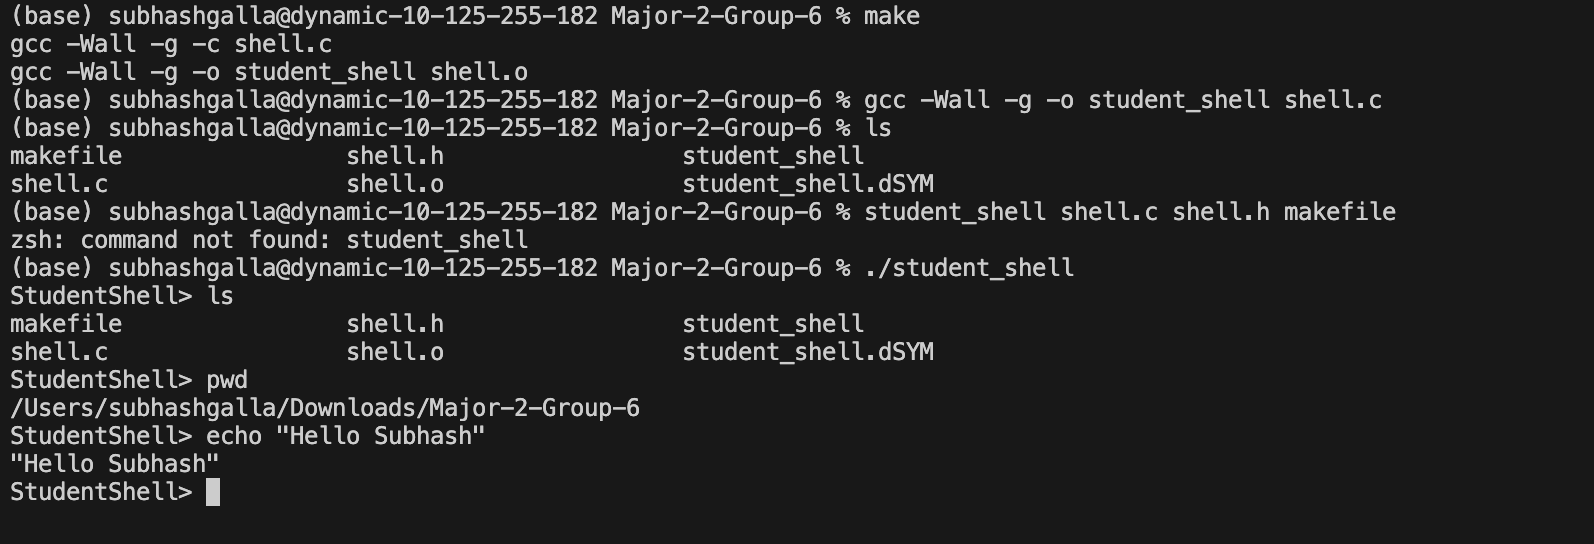 (base) subhashgalla@dynamic-10-125-255-182 Major-2-Group-6 % make
gcc -Wall -g -c shell.c
gcc -Wall -g -o student_shell shell.o
(base) subhashgalla@dynamic-10-125-255-182 Major-2-Group-6 % gcc -Wall -g -o student_shell shell.c
(base) subhashgalla@dynamic-10-125-255-182 Major-2-Group-6 % ls
makefile                shell.h                 student_shell
shell.c                 shell.o                 student_shell.dSYM
(base) subhashgalla@dynamic-10-125-255-182 Major-2-Group-6 % student_shell shell.c shell.h makefile
zsh: command not found: student_shell
(base) subhashgalla@dynamic-10-125-255-182 Major-2-Group-6 % ./student_shell
StudentShell> ls
makefile                shell.h                 student_shell
shell.c                 shell.o                 student_shell.dSYM
StudentShell> pwd
/Users/subhashgalla/Downloads/Major-2-Group-6
StudentShell> echo "Hello Subhash"
"Hello Subhash"
StudentShell>